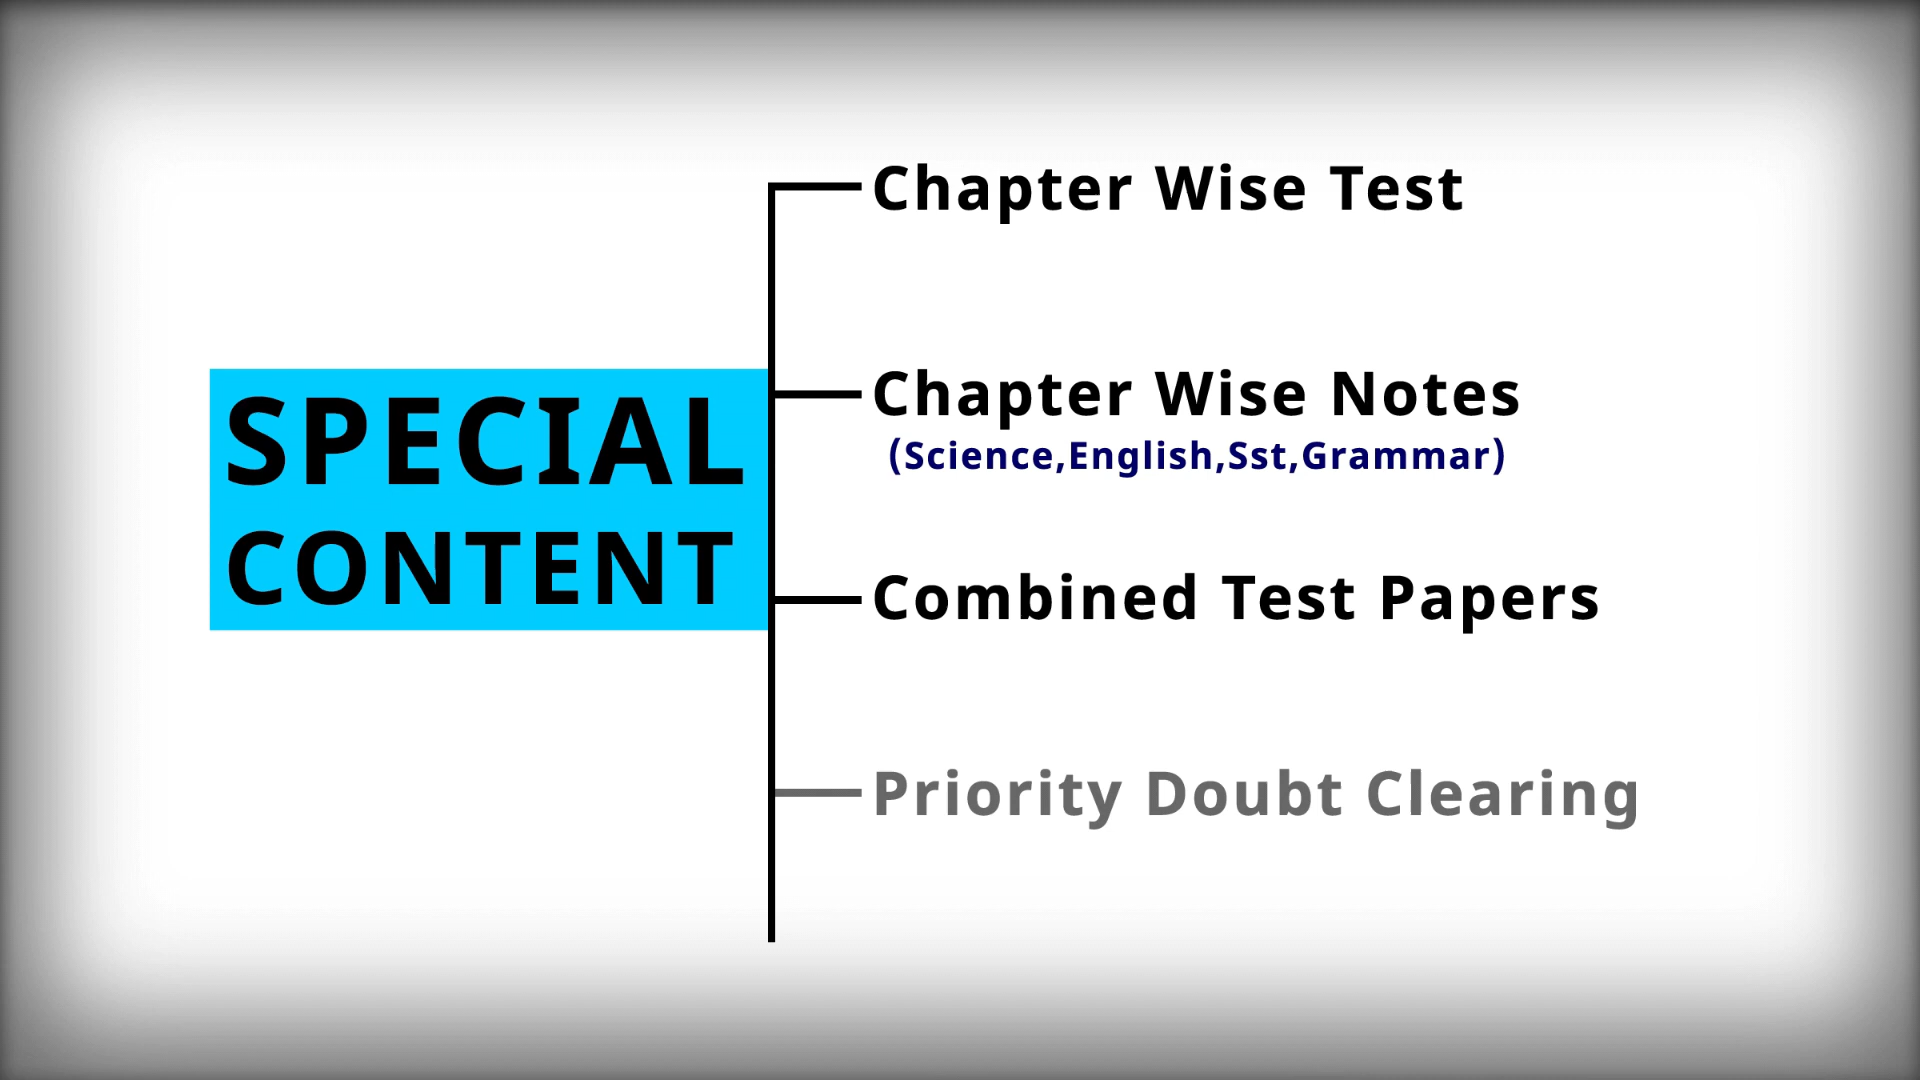 SPECIAL
CONTENT
Chapter Wise Test
Chapter Wise Notes
(Science,English,Sst,Grammar)
Combined Test Papers
Priority Doubt Clearing